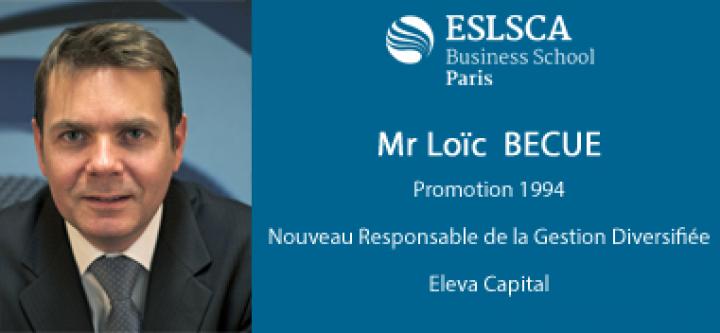 ESLSCA
Business School
Paris
Mr Loïc BECUE
Promotion 1994
Nouveau Responsable de la Gestion Diversifiée
Eleva Capital